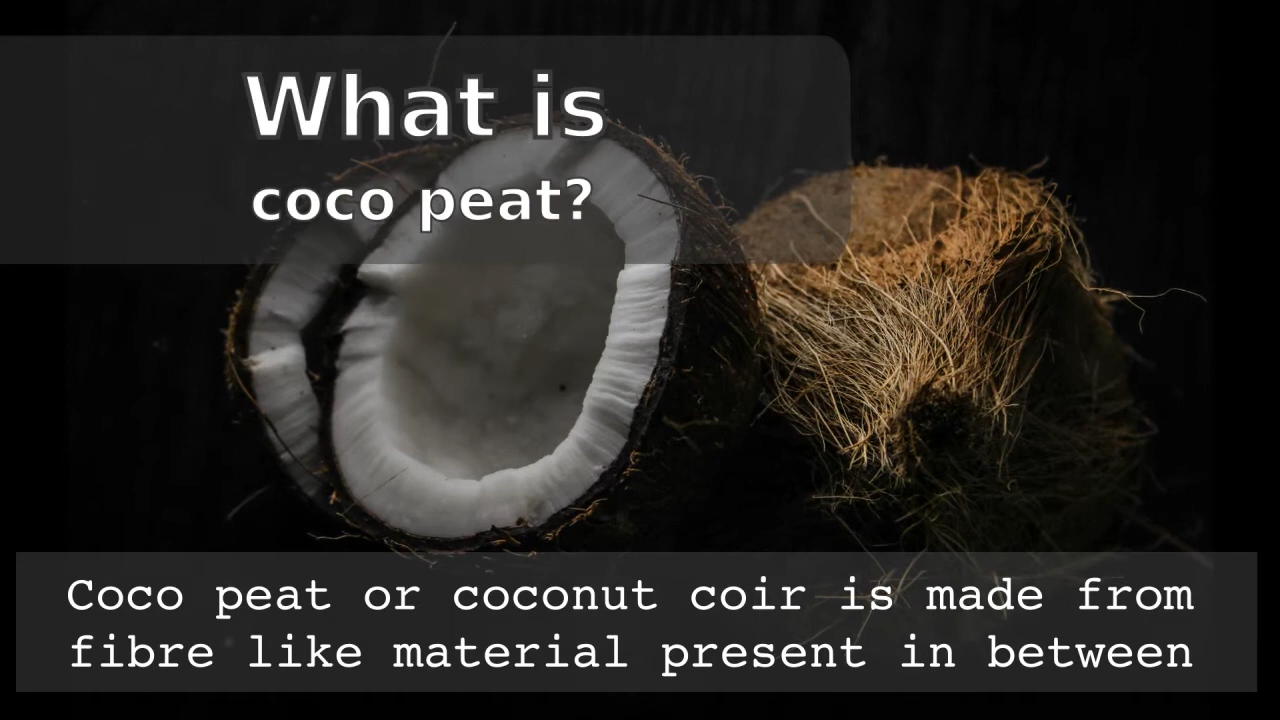 What is
coco peat?
Coco peat or coconut coir is made from
fibre like material present in between